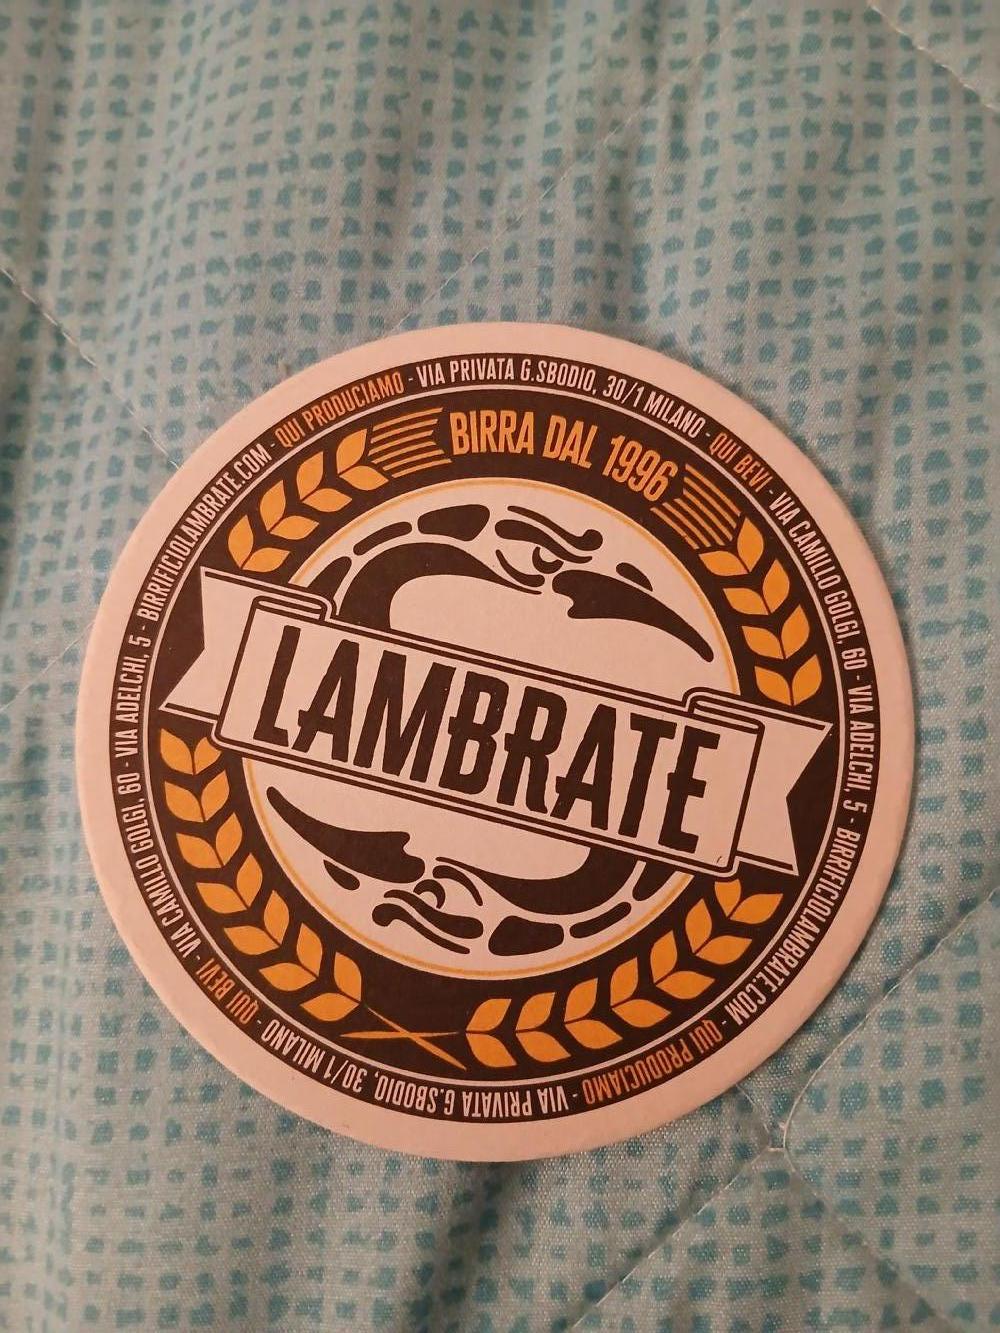 BIRRIFICIOLAMBRATE.COM - QUI PRODUCIAMO - VIA PRIVATA G.SBODIO, 30/1 MILANO - QUI BEVI - VIA CAMILLO GOLGI, 60 - VIA ADELCHI, 5 - BIRRIFICIOLAMBRATE.COM - QUI PRODUCIAMO - VIA PRIVATA G.SBODIO, 30/1 MILANO - QUI BEVI - VIA CAMILLO GOLGI, 60 - VIA ADELCHI, 5 -
BIRRA DAL 1996
LAMBRATE